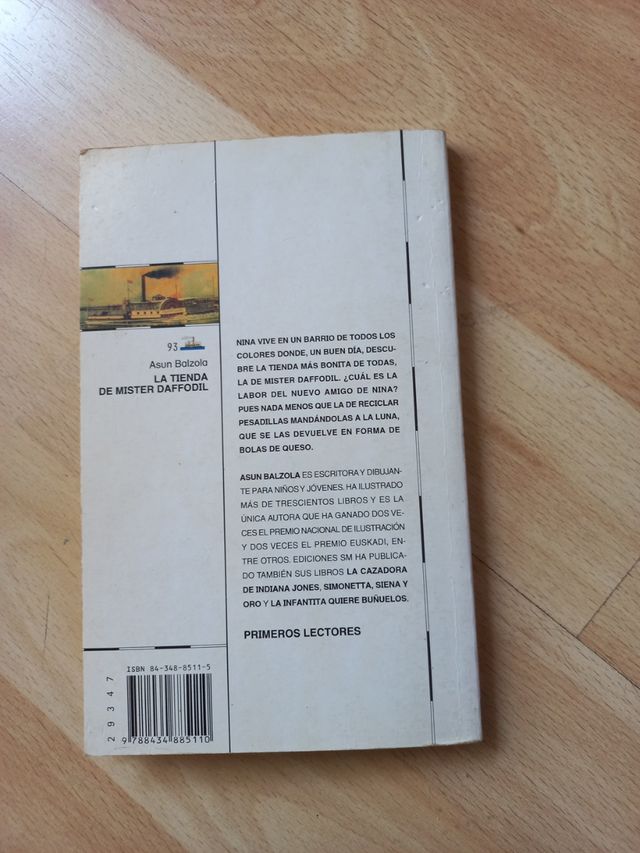 93
Asun Balzola
LA TIENDA
DE MISTER DAFFODIL
NINA VIVE EN UN BARRIO DE TODOS LOS
COLORES DONDE, UN BUEN DÍA, DESCU-
BRE LA TIENDA MÁS BONITA DE TODAS,
LA DE MISTER DAFFODIL. ¿CUÁL ES LA
LABOR DEL NUEVO AMIGO DE NINA?
PUES NADA MENOS QUE LA DE RECICLAR
PESADILLAS MANDÁNDOLAS A LA LUNA,
QUE SE LAS DEVUELVE EN FORMA DE
BOLAS DE QUESO.
ASUN BALZOLA ES ESCRITORA Y DIBUJAN-
TE PARA NIÑOS Y JÓVENES. HA ILUSTRADO
MÁS DE TRESCIENTOS LIBROS Y ES LA
ÚNICA AUTORA QUE HA GANADO DOS VE-
CES EL PREMIO NACIONAL DE ILUSTRACIÓN
Y DOS VECES EL PREMIO EUSKADI, EN-
TRE OTROS. EDICIONES SM HA PUBLICA-
DO TAMBIÉN SUS LIBROS LA CAZADORA
DE INDIANA JONES, SIMONETTA, SIENA Y
ORO Y LA INFANTITA QUIERE BUÑUELOS.
PRIMEROS LECTORES
ISBN 84-348-8511-5
29347
9 788434 885110